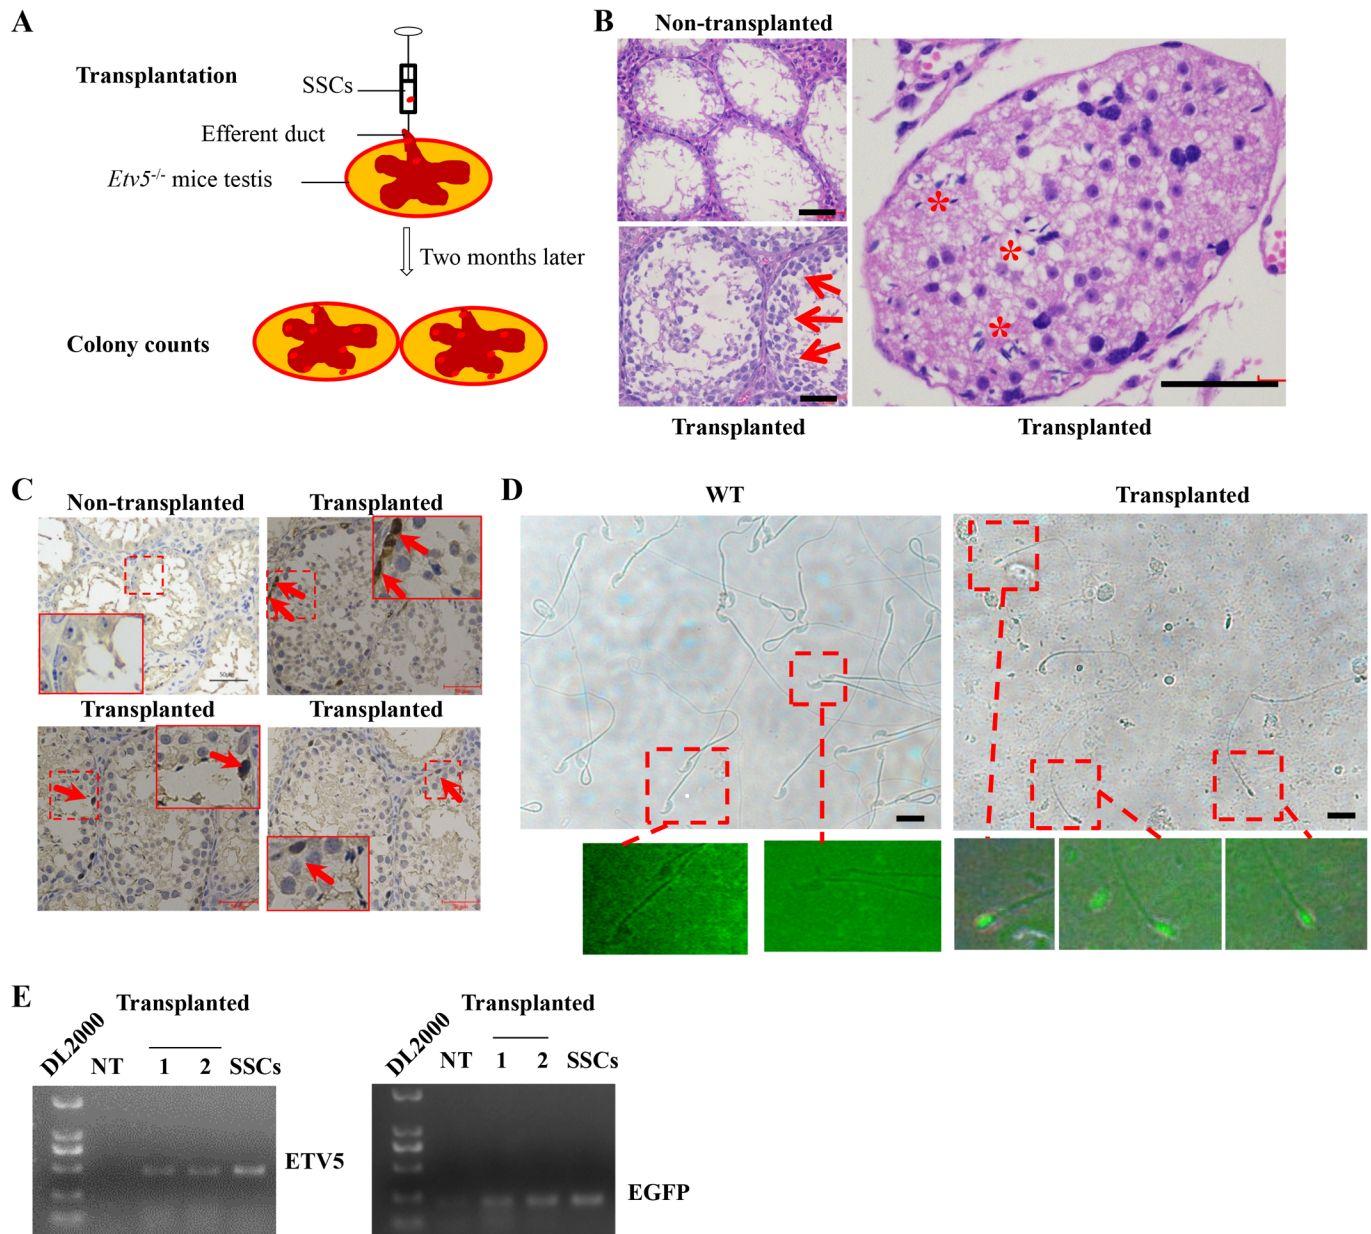 A
Transplantation
SSCs
Efferent duct
Etv5-/- mice testis
Two months later
Colony counts
B
Non-transplanted
Transplanted
Transplanted
C
Non-transplanted
Transplanted
50μm
Transplanted
Transplanted
D
WT
Transplanted
E
Transplanted
DL2000 NT 1 2 SSCs
ETV5
Transplanted
DL2000 NT 1 2 SSCs
EGFP